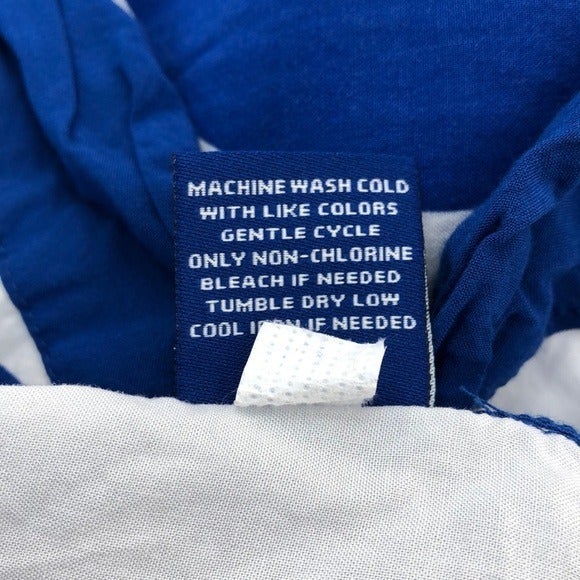 MACHINE WASH COLD
WITH LIKE COLORS
GENTLE CYCLE
ONLY NON-CHLORINE
BLEACH IF NEEDED
TUMBLE DRY LOW
COOL IRON IF NEEDED